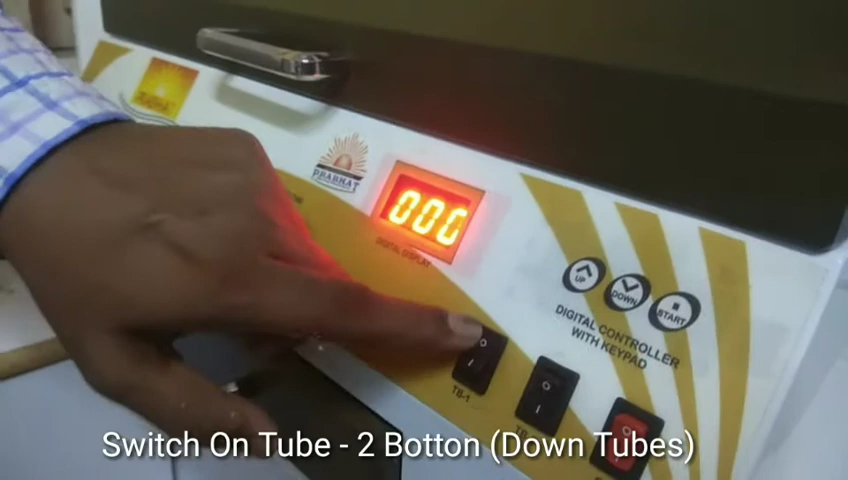 PRABHAT
PRABHAT
000
DIGITAL DISPLAY
UP
DOWN
START
DIGITAL CONTROLLER
WITH KEYPAD
TB-1
Switch On Tube - 2 Botton (Down Tubes)